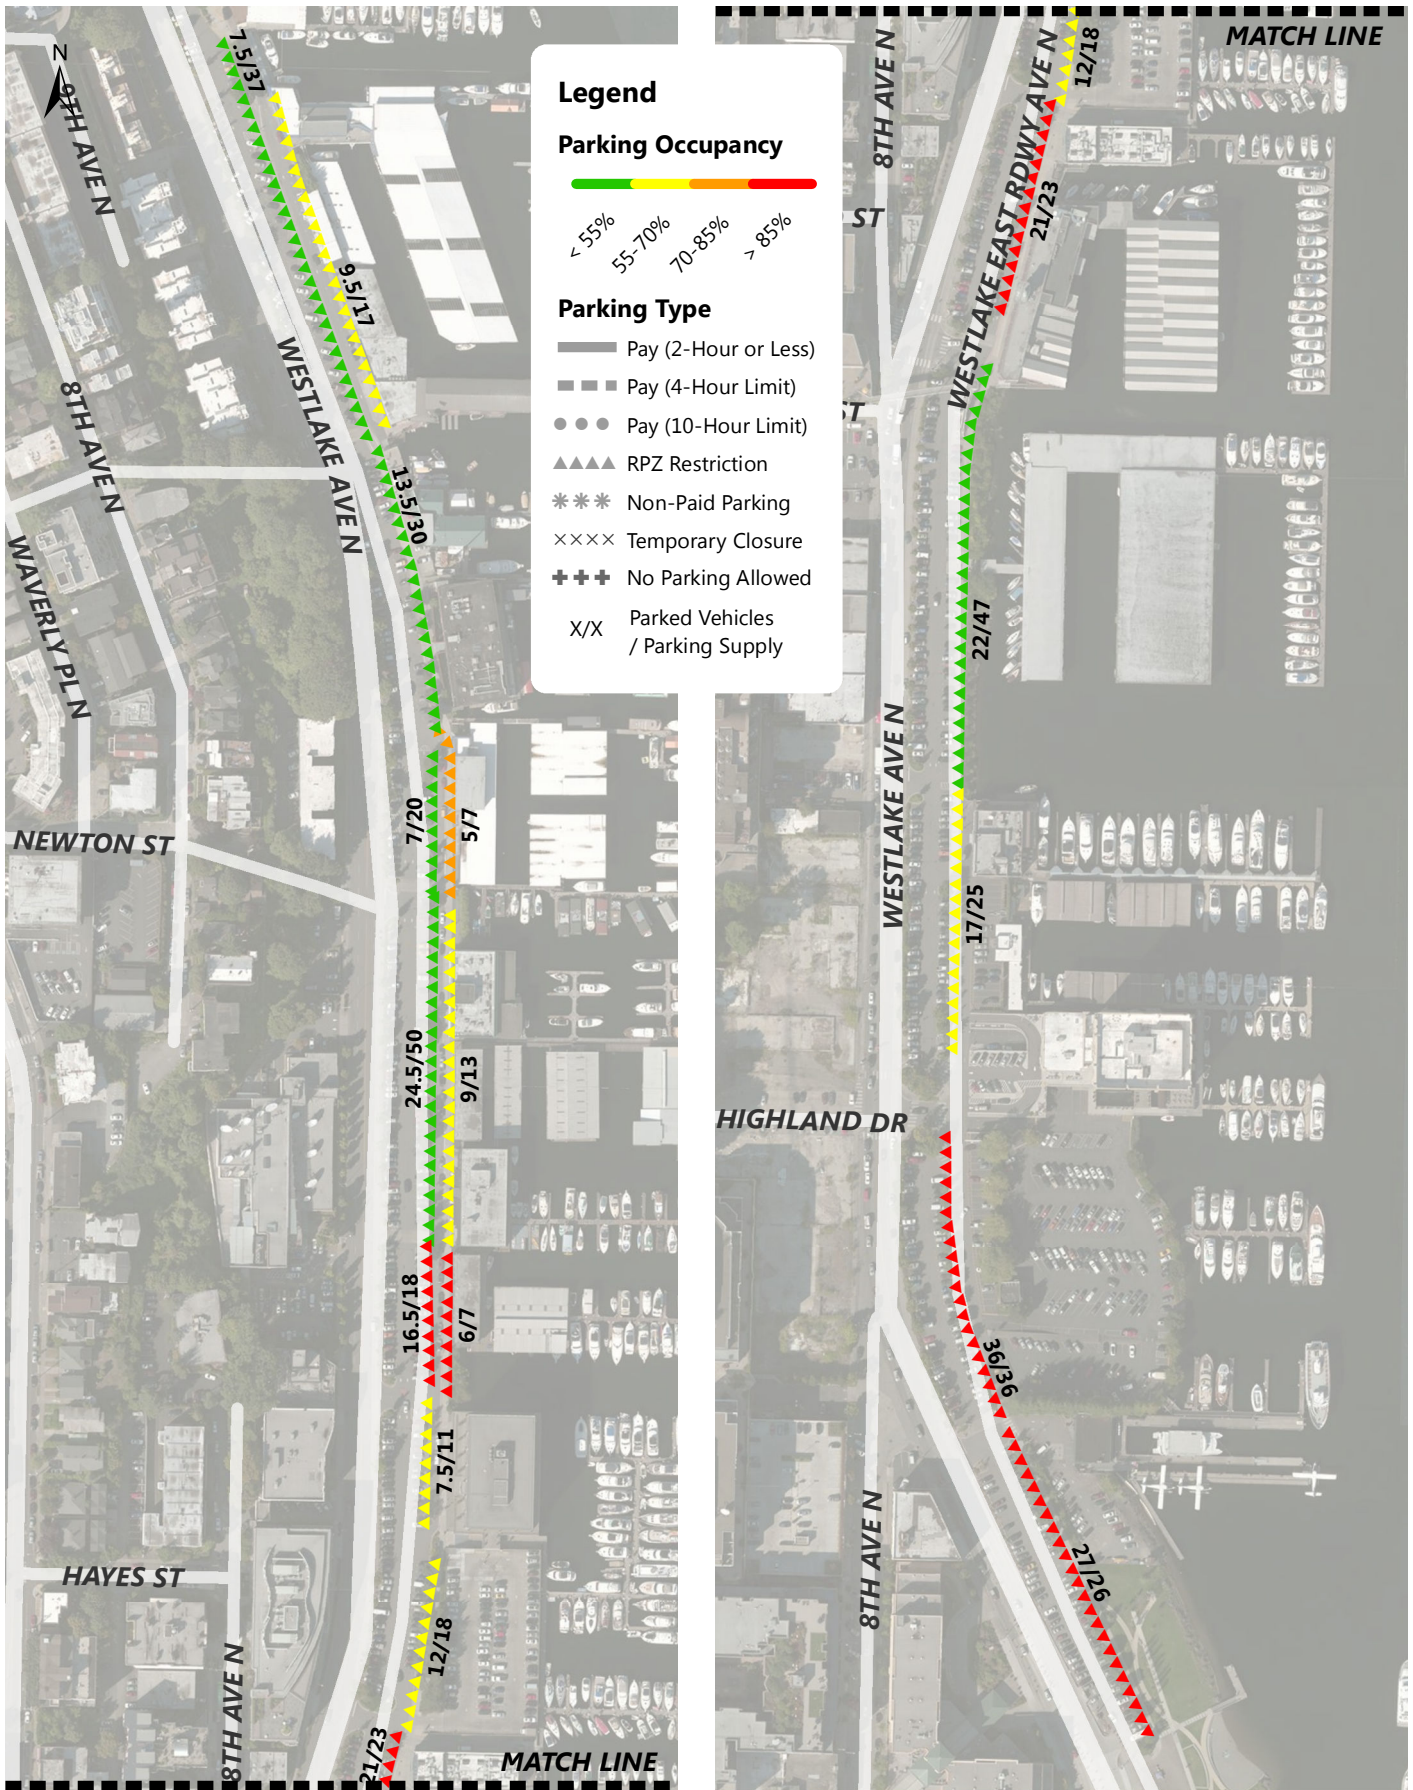 N
9TH AVE N
7.5/37
9.5/17
WESTLAKE AVE N
8TH AVE N
13.5/30
WAVERLY PL N
7/20
5/7
NEWTON ST
24.5/50
9/13
16.5/18
6/7
7.5/11
HAYES ST
12/18
8TH AVE N
21/23
MATCH LINE
Legend
Parking Occupancy
< 55%
55-70%
70-85%
> 85%
Parking Type
Pay (2-Hour or Less)
Pay (4-Hour Limit)
Pay (10-Hour Limit)
RPZ Restriction
Non-Paid Parking
Temporary Closure
No Parking Allowed
X/X
Parked Vehicles
/ Parking Supply
MATCH LINE
8TH AVE N
12/18
WESTLAKE EAST RDWY AVE N
21/23
ST
ST
22/47
WESTLAKE AVE N
17/25
HIGHLAND DR
36/36
27/26
8TH AVE N